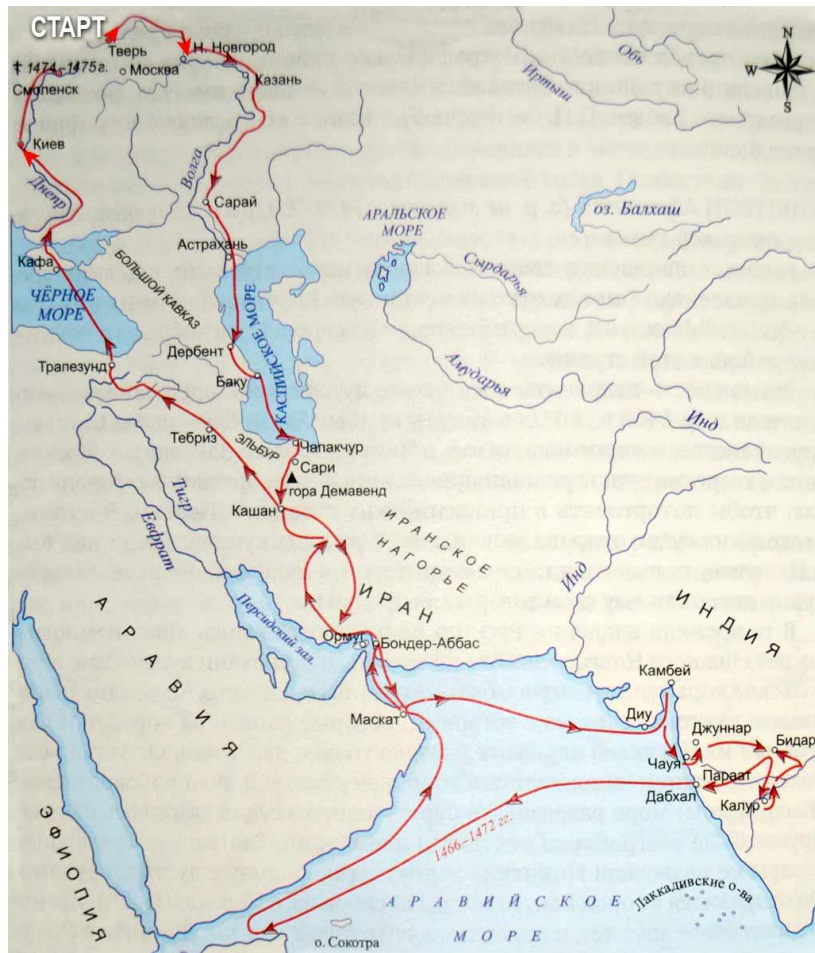 СТАРТ
Тверь
Н. Новгород
Москва
✝ 1474–1475 г.
Казань
Смоленск
Киев
Днепр
Волга
Сарай
Астрахань
Кафа
БОЛЬШОЙ КАВКАЗ
ЧЁРНОЕ
МОРЕ
КАСПИЙСКОЕ МОРЕ
Дербент
Трапезунд
Баку
Тебриз
ЭЛЬБУР
Чапакчур
Сари
гора Демавенд
Кашан
Тигр
Евфрат
Иртыш
Обь
N
W
E
S
оз. Балхаш
АРАЛЬСКОЕ
МОРЕ
Сырдарья
Амударья
Инд
Инд
ИРАНСКОЕ
НАГОРЬЕ
ИРАН
ИНДИЯ
Персидский зал.
Ормуз
Бондер-Аббас
Маскат
АРАВИЯ
ЭФИОПИЯ
Камбей
Диу
Джуннар
Бидар
Чауя
Параат
Дабхал
Калур
1466–1472 гг.
АРАВИЙСКОЕ
МОРЕ
Лаккадивские о-ва
о. Сокотра